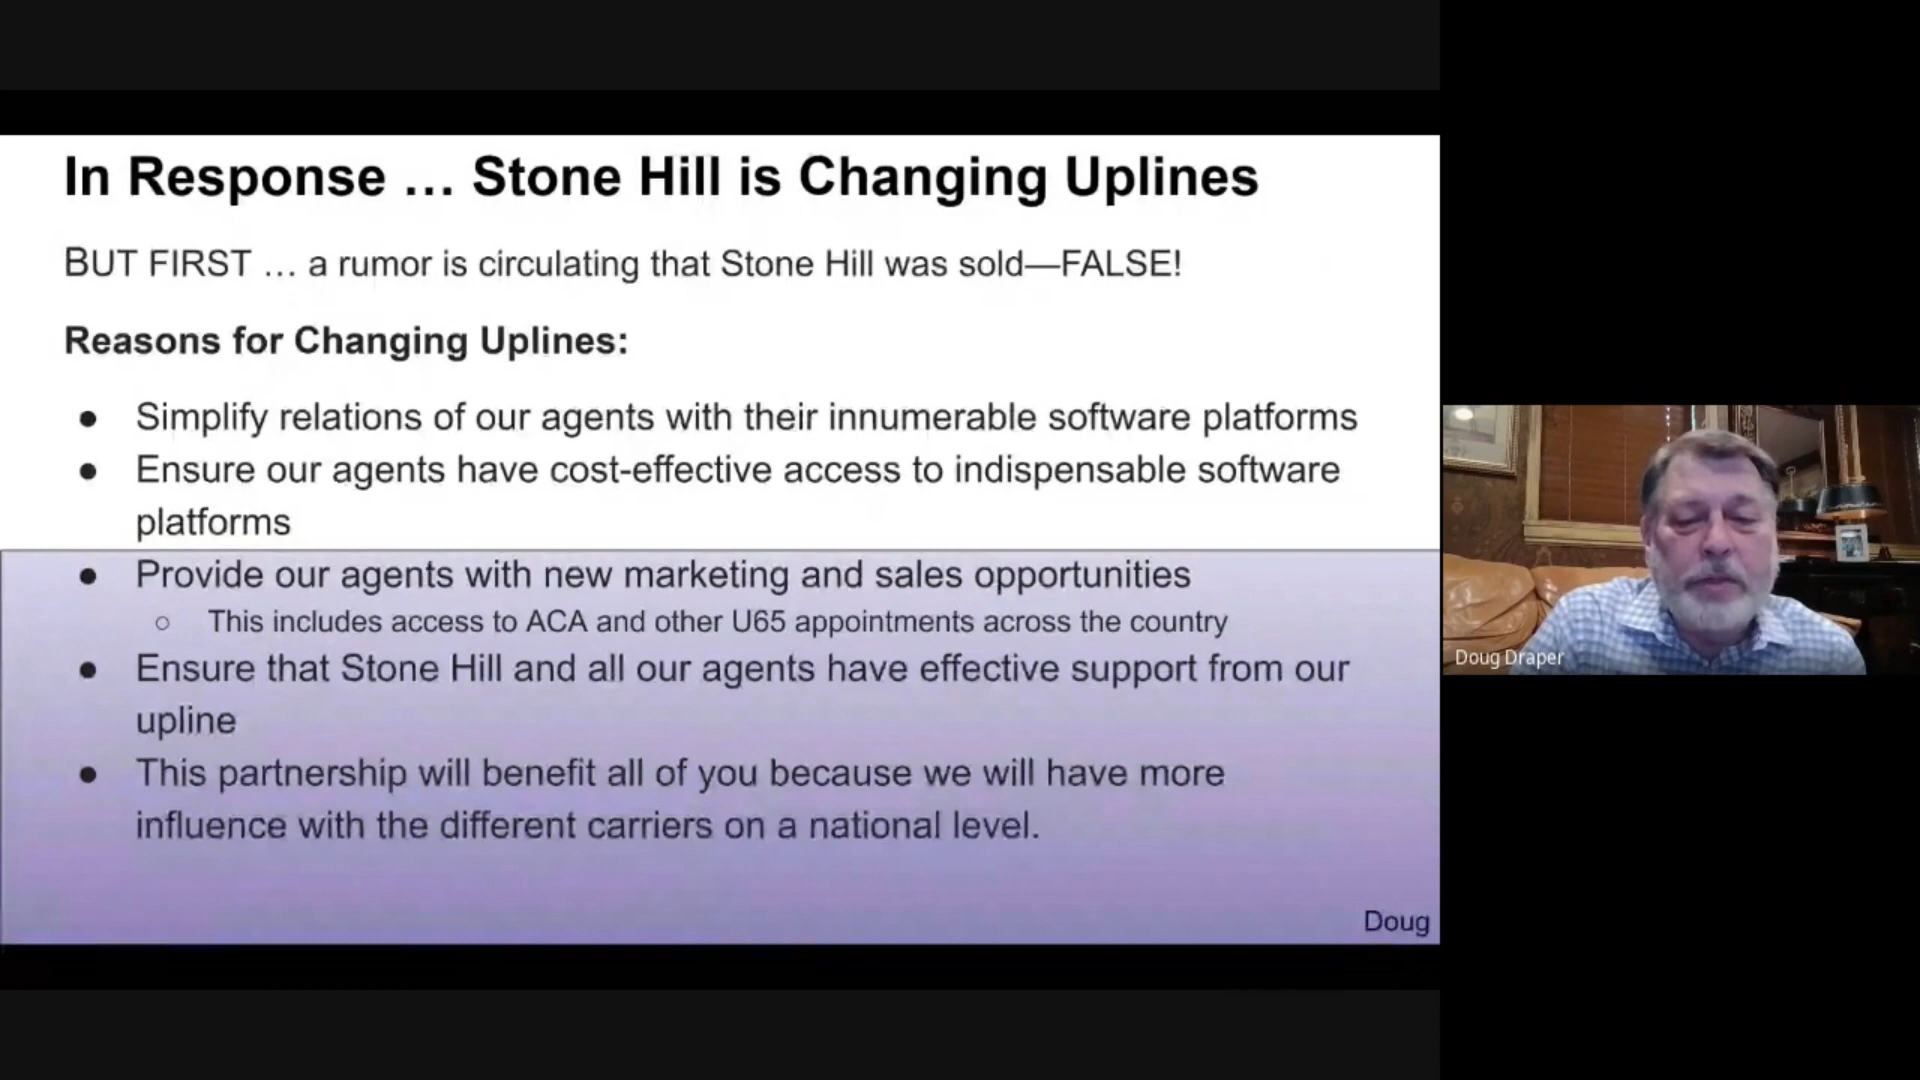 In Response … Stone Hill is Changing Uplines
BUT FIRST … a rumor is circulating that Stone Hill was sold—FALSE!
Reasons for Changing Uplines:
● Simplify relations of our agents with their innumerable software platforms
● Ensure our agents have cost-effective access to indispensable software
platforms
● Provide our agents with new marketing and sales opportunities
○ This includes access to ACA and other U65 appointments across the country
● Ensure that Stone Hill and all our agents have effective support from our
upline
● This partnership will benefit all of you because we will have more
influence with the different carriers on a national level.
Doug
Doug Draper